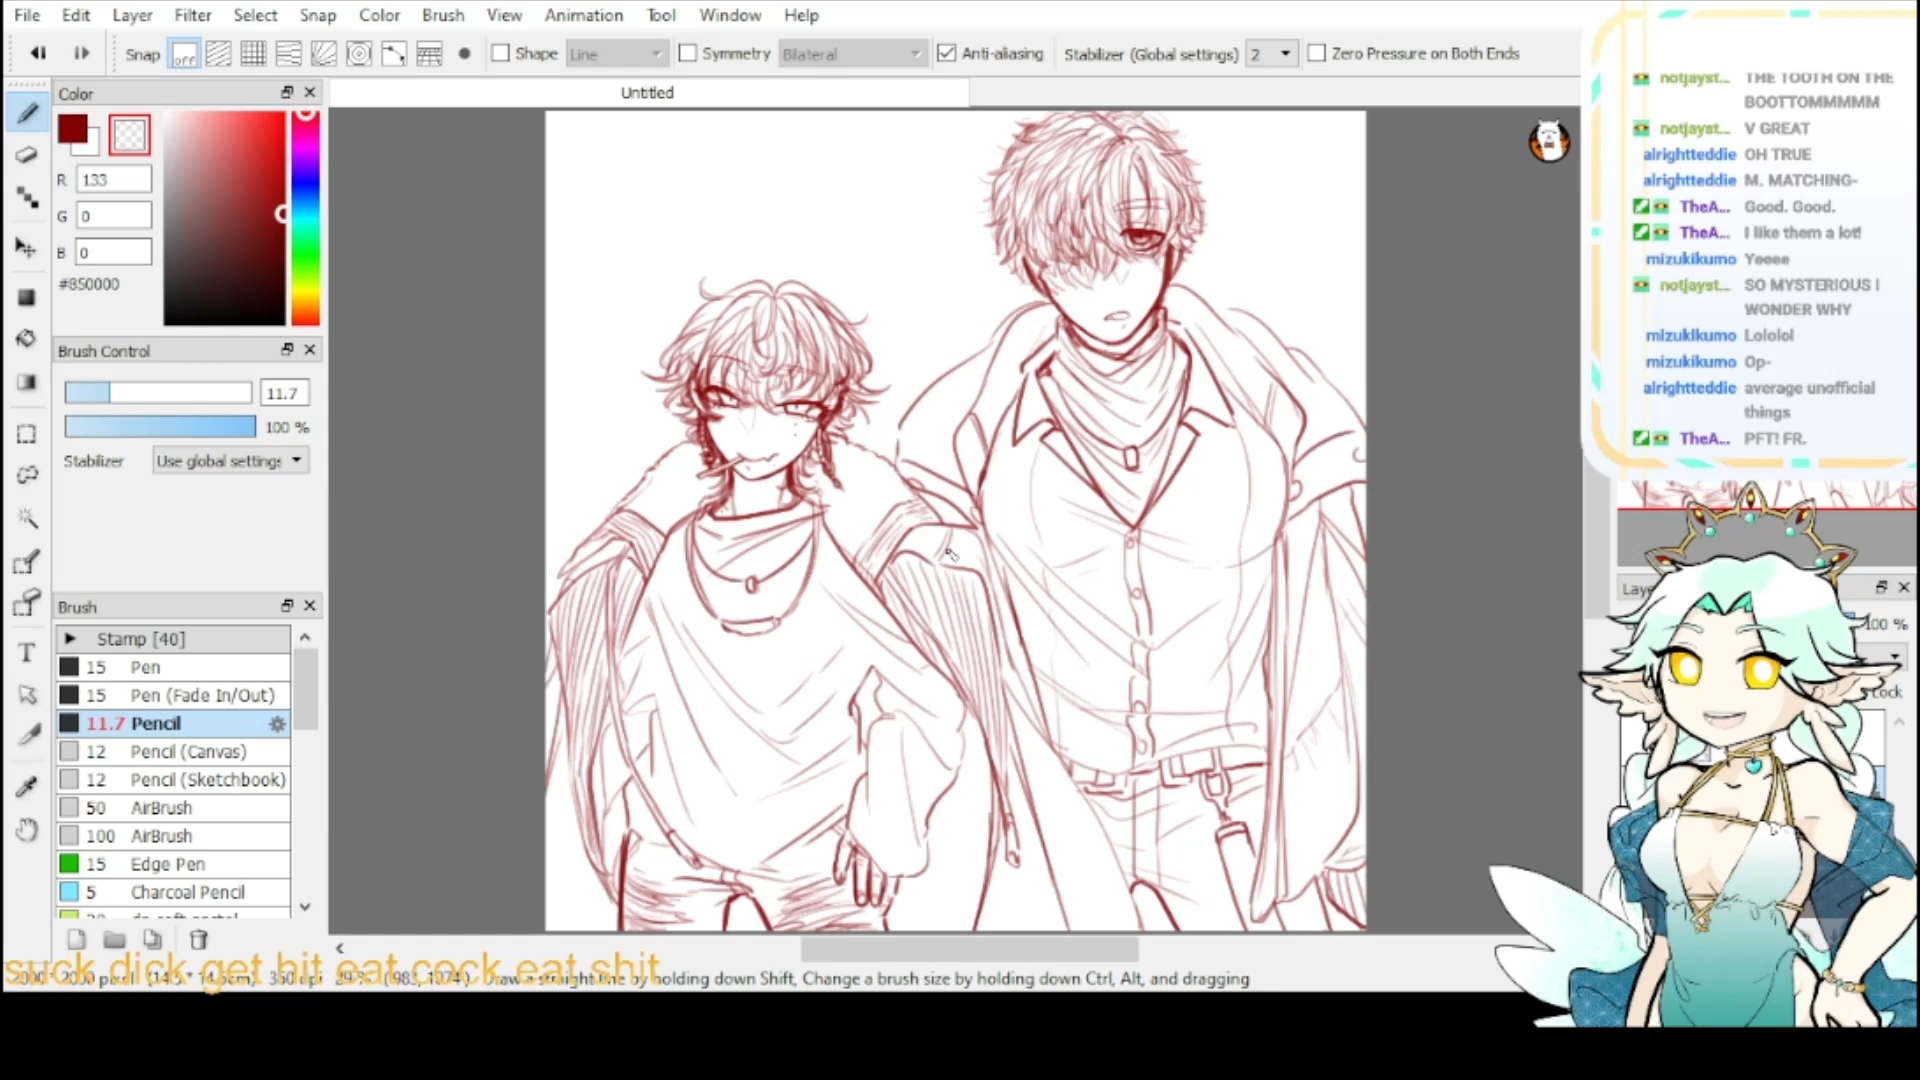 File Edit Layer Filter Select Snap Color Brush View Animation Tool Window Help
Snap off Shape Line Symmetry Bilateral Anti-aliasing Stabilizer (Global settings) 2 Zero Pressure on Both Ends
Color
Untitled
R 133
G 0
B 0
#850000
Brush Control
11.7
100 %
Stabilizer Use global settings
Brush
Stamp [40]
15 Pen
15 Pen (Fade In/Out)
11.7 Pencil
12 Pencil (Canvas)
12 Pencil (Sketchbook)
50 AirBrush
100 AirBrush
15 Edge Pen
5 Charcoal Pencil
T
suck dick get hit eat cock eat shit
holding down Shift, Change a brush size by holding down Ctrl, Alt, and dragging
notjayst... THE TOOTH ON THE
BOOTTOMMMMM
notjayst... V GREAT
alrightteddie OH TRUE
alrightteddie M. MATCHING-
TheA... Good. Good.
TheA... I like them a lot!
mizukikumo Yeeee
notjayst... SO MYSTERIOUS I
WONDER WHY
mizukikumo Lololol
mizukikumo Op-
alrightteddie average unofficial
things
TheA... PFT! FR.
100 %